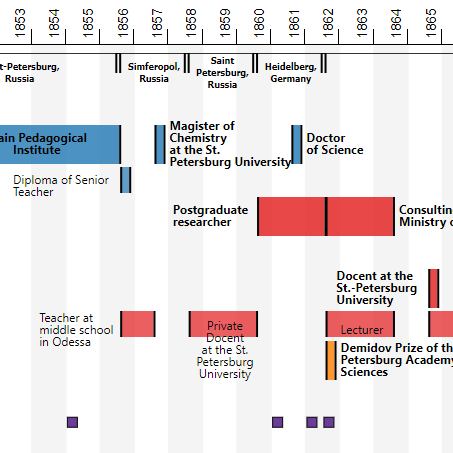 1853 1854 1855 1856 1857 1858 1859 1860 1861 1862 1863 1864 1865
t-Petersburg,
Russia
Simferopol,
Russia
Saint
Petersburg,
Russia
Heidelberg,
Germany
ain Pedagogical
Institute
Magister of
Chemistry
at the St.
Petersburg University
Doctor
of Science
Diploma of Senior
Teacher
Postgraduate
researcher
Consultin
Ministry o
Docent at the
St.-Petersburg
University
Teacher at
middle school
in Odessa
Private
Docent
at the St.
Petersburg
University
Lecturer
Demidov Prize of th
Petersburg Academy
Sciences